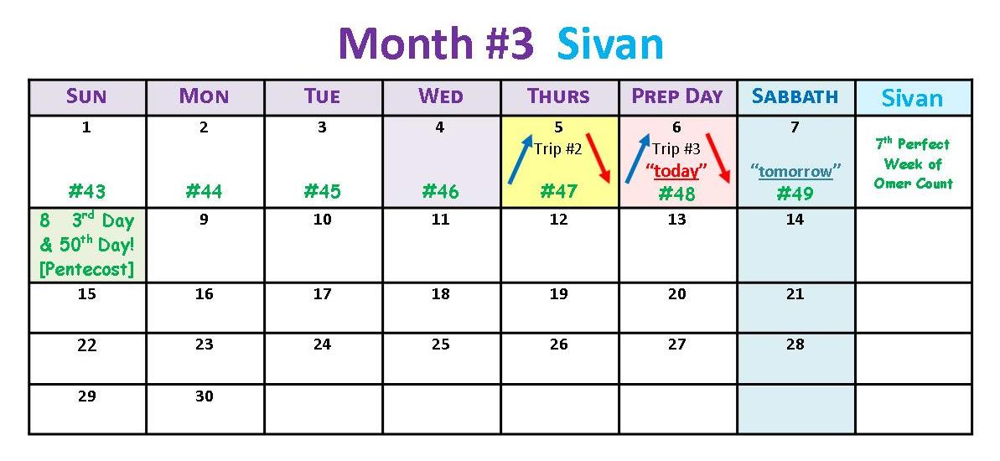 Month #3 Sivan
SUN MON TUE WED THURS PREP DAY SABBATH Sivan
1 2 3 4 5 6 7
Trip #2 Trip #3
"today" "tomorrow"
#43 #44 #45 #46 #47 #48 #49
7th Perfect
Week of
Omer Count
8 3rd Day
& 50th Day!
[Pentecost]
9 10 11 12 13 14
15 16 17 18 19 20 21
22 23 24 25 26 27 28
29 30